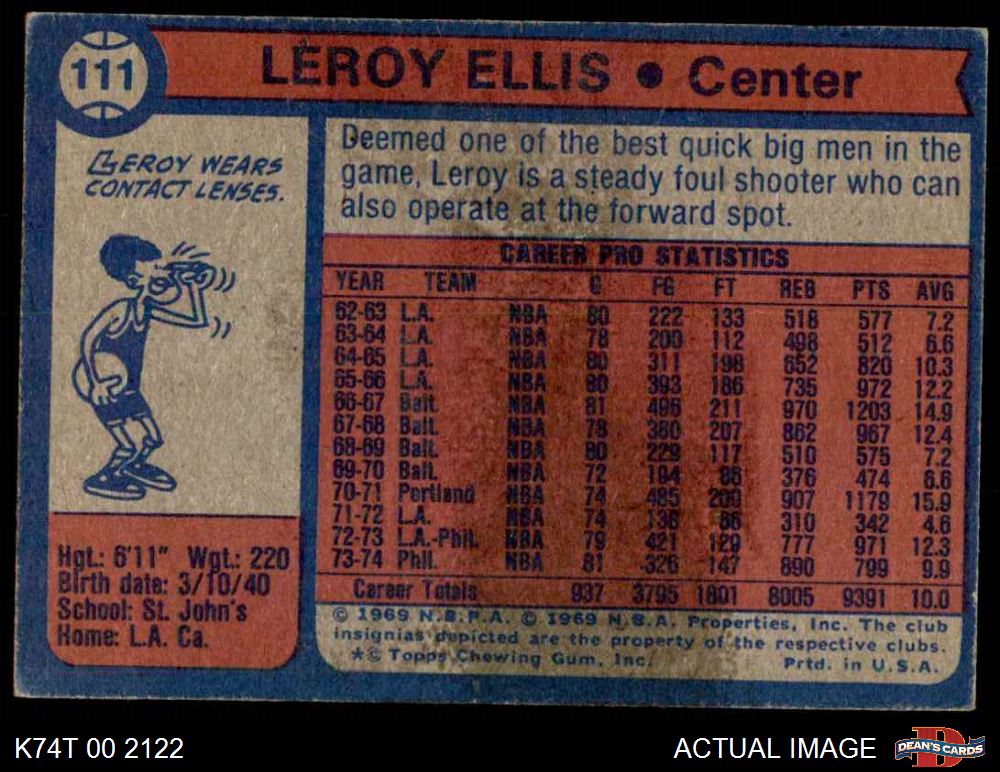 111
LEROY ELLIS • Center
LEROY WEARS
CONTACT LENSES.
Deemed one of the best quick big men in the
game, Leroy is a steady foul shooter who can
also operate at the forward spot.
CAREER PRO STATISTICS
YEAR TEAM G FG FT REB PTS AVG
62-63 L.A. NBA 80 222 133 518 577 7.2
63-64 L.A. NBA 78 200 112 498 512 6.6
64-65 L.A. NBA 80 311 198 652 820 10.3
65-66 L.A. NBA 80 393 186 735 972 12.2
66-67 Balt. NBA 81 496 211 970 1203 14.9
67-68 Balt. NBA 78 380 207 862 967 12.4
68-69 Balt. NBA 80 229 117 510 575 7.2
69-70 Balt. NBA 72 194 86 376 474 6.6
70-71 Portland NBA 74 485 209 907 1179 15.9
71-72 L.A. NBA 74 138 66 310 342 4.6
72-73 L.A.-Phil. NBA 79 421 129 777 971 12.3
73-74 Phil. NBA 81 326 147 890 799 9.9
Career Totals 937 3795 1801 8005 9391 10.0
© 1969 N.B.P.A. © 1969 N.B.A. Properties, Inc. The club
insignias depicted are the property of the respective clubs.
*© Topps Chewing Gum, Inc. Prtd. in U.S.A.
Hgt.: 6'11" Wgt.: 220
Birth date: 3/10/40
School: St. John's
Home: L.A. Ca.
K74T 00 2122
ACTUAL IMAGE
DEAN'S CARDS